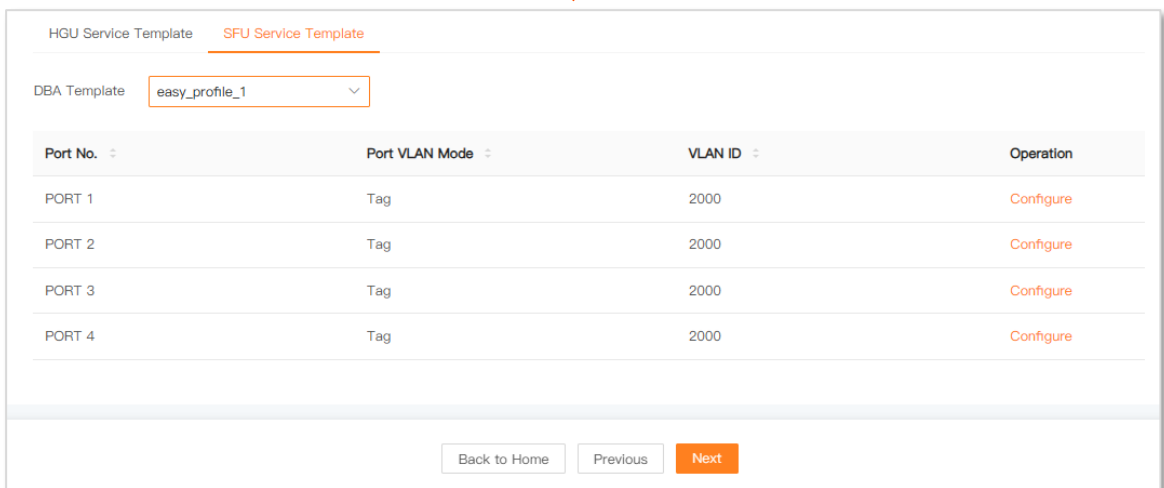 HGU Service Template SFU Service Template
DBA Template easy_profile_1
Port No. Port VLAN Mode VLAN ID Operation
PORT 1 Tag 2000 Configure
PORT 2 Tag 2000 Configure
PORT 3 Tag 2000 Configure
PORT 4 Tag 2000 Configure
Back to Home Previous Next